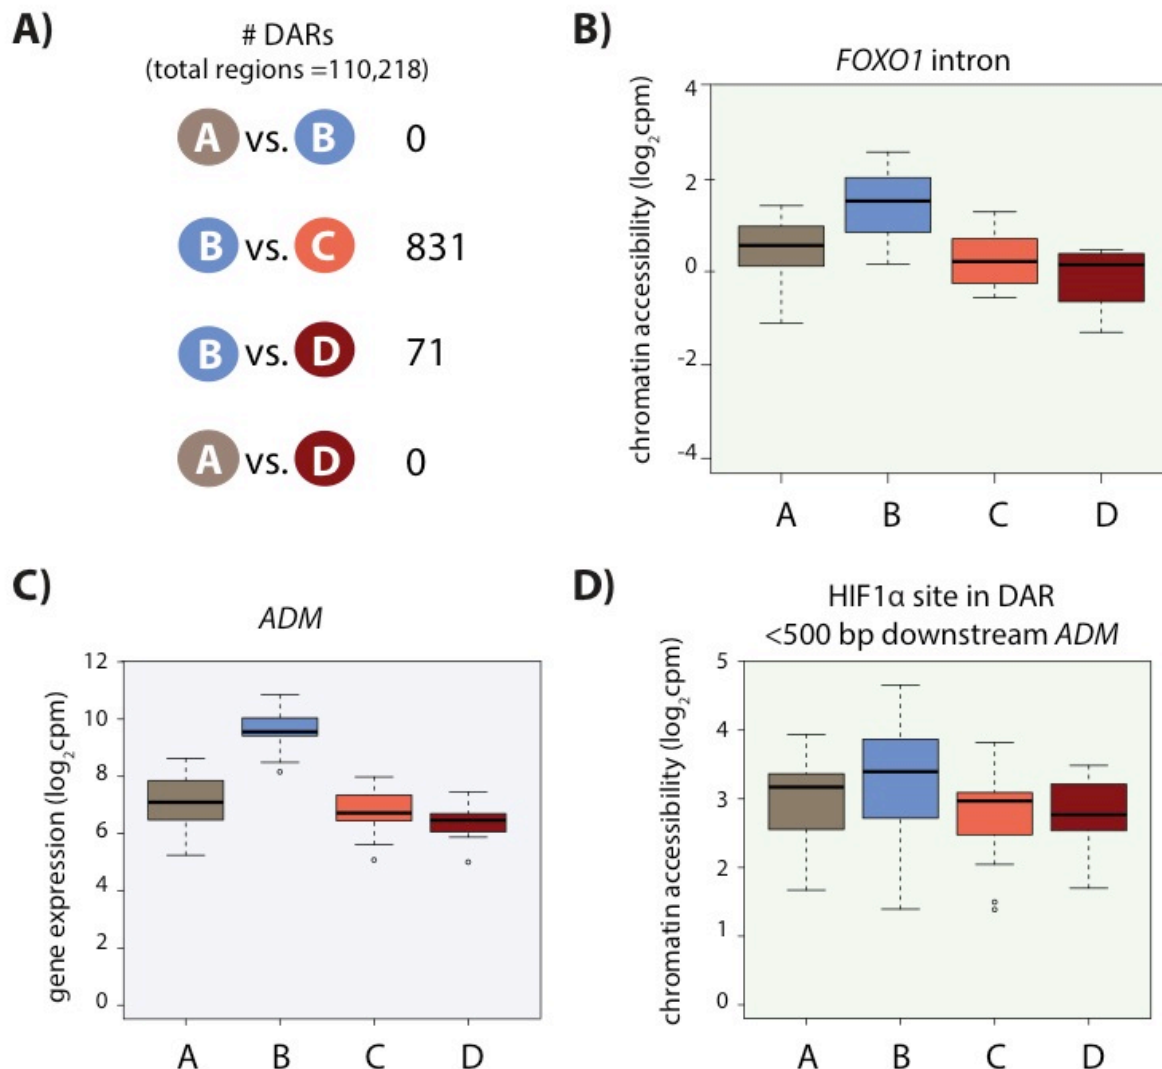 A)
# DARs
(total regions =110,218)
A vs. B 0
B vs. C 831
B vs. D 71
A vs. D 0
B)
FOXO1 intron
chromatin accessibility (log2cpm)
4
2
0
-2
-4
A B C D
C)
ADM
gene expression (log2cpm)
12
10
8
6
4
2
0
A B C D
D)
HIF1α site in DAR
<500 bp downstream ADM
chromatin accessibility (log2cpm)
5
4
3
2
1
0
A B C D